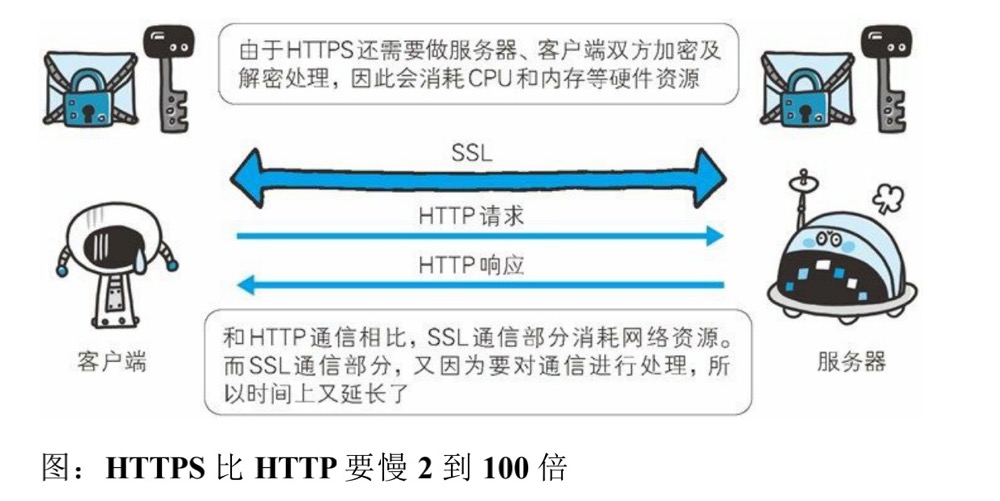 由于HTTPS还需要做服务器、客户端双方加密及
解密处理，因此会消耗CPU和内存等硬件资源
SSL
HTTP请求
HTTP响应
客户端
服务器
和HTTP通信相比，SSL通信部分消耗网络资源。
而SSL通信部分，又因为要对通信进行处理，所
以时间上又延长了
图：HTTPS 比 HTTP 要慢 2 到 100 倍